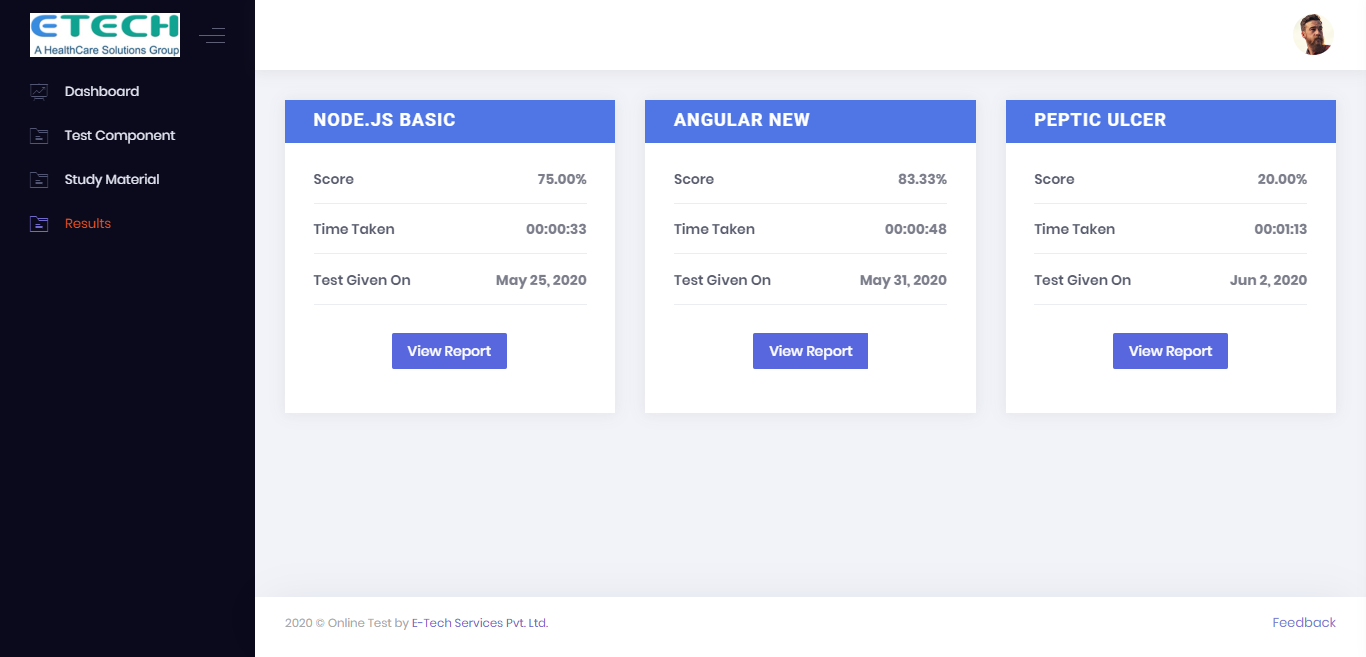 ETECH
A HealthCare Solutions Group
Dashboard
Test Component
Study Material
Results
NODE.JS BASIC
Score 75.00%
Time Taken 00:00:33
Test Given On May 25, 2020
View Report
ANGULAR NEW
Score 83.33%
Time Taken 00:00:48
Test Given On May 31, 2020
View Report
PEPTIC ULCER
Score 20.00%
Time Taken 00:01:13
Test Given On Jun 2, 2020
View Report
2020 © Online Test by E-Tech Services Pvt. Ltd.
Feedback